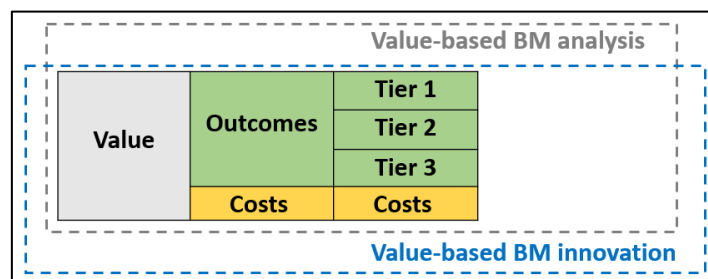 Value-based BM analysis
Value
Outcomes
Tier 1
Tier 2
Tier 3
Costs
Costs
Value-based BM innovation